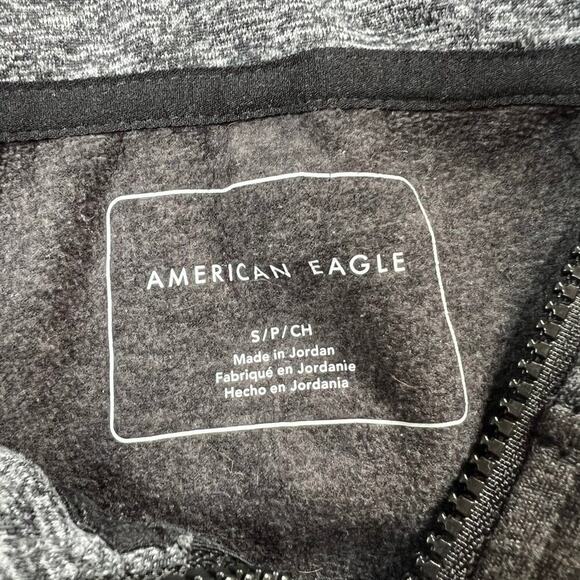 AMERICAN EAGLE
S/P/CH
Made in Jordan
Fabriqué en Jordanie
Hecho en Jordania